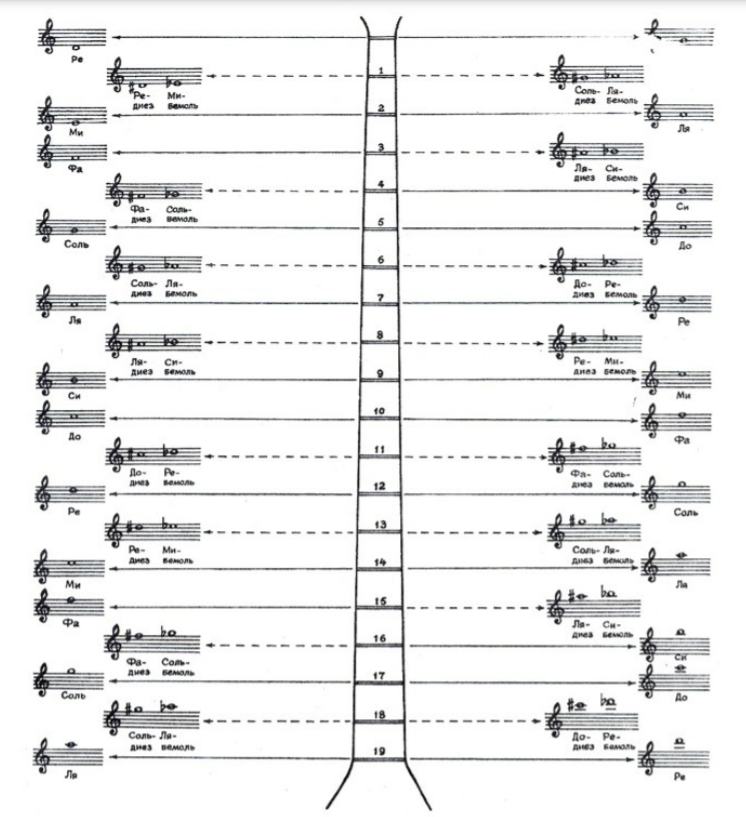 Ре
1
Ре- Ми- Соль- Ля-
диез бемоль диез бемоль
2
Ми Ля
3
Фа Ля- Си-
диез бемоль
4
Фа- Соль- Си
диез бемоль
5
Соль До
6
Соль- Ля- До- Ре-
диез бемоль диез бемоль
7
Ля Ре
8
Ля- Си- Ре- Ми-
диез бемоль диез бемоль
9
Си Ми
10
До Фа
11
До- Ре- Фа- Соль-
диез бемоль диез бемоль
12
Ре Соль
13
Ре- Ми- Соль- Ля-
диез бемоль диез бемоль
14
Ми Ля
15
Фа Ля- Си-
диез бемоль
16
Фа- Соль- Си
диез бемоль
17
Соль До
18
Соль- Ля- До- Ре-
диез бемоль диез бемоль
19
Ля Ре